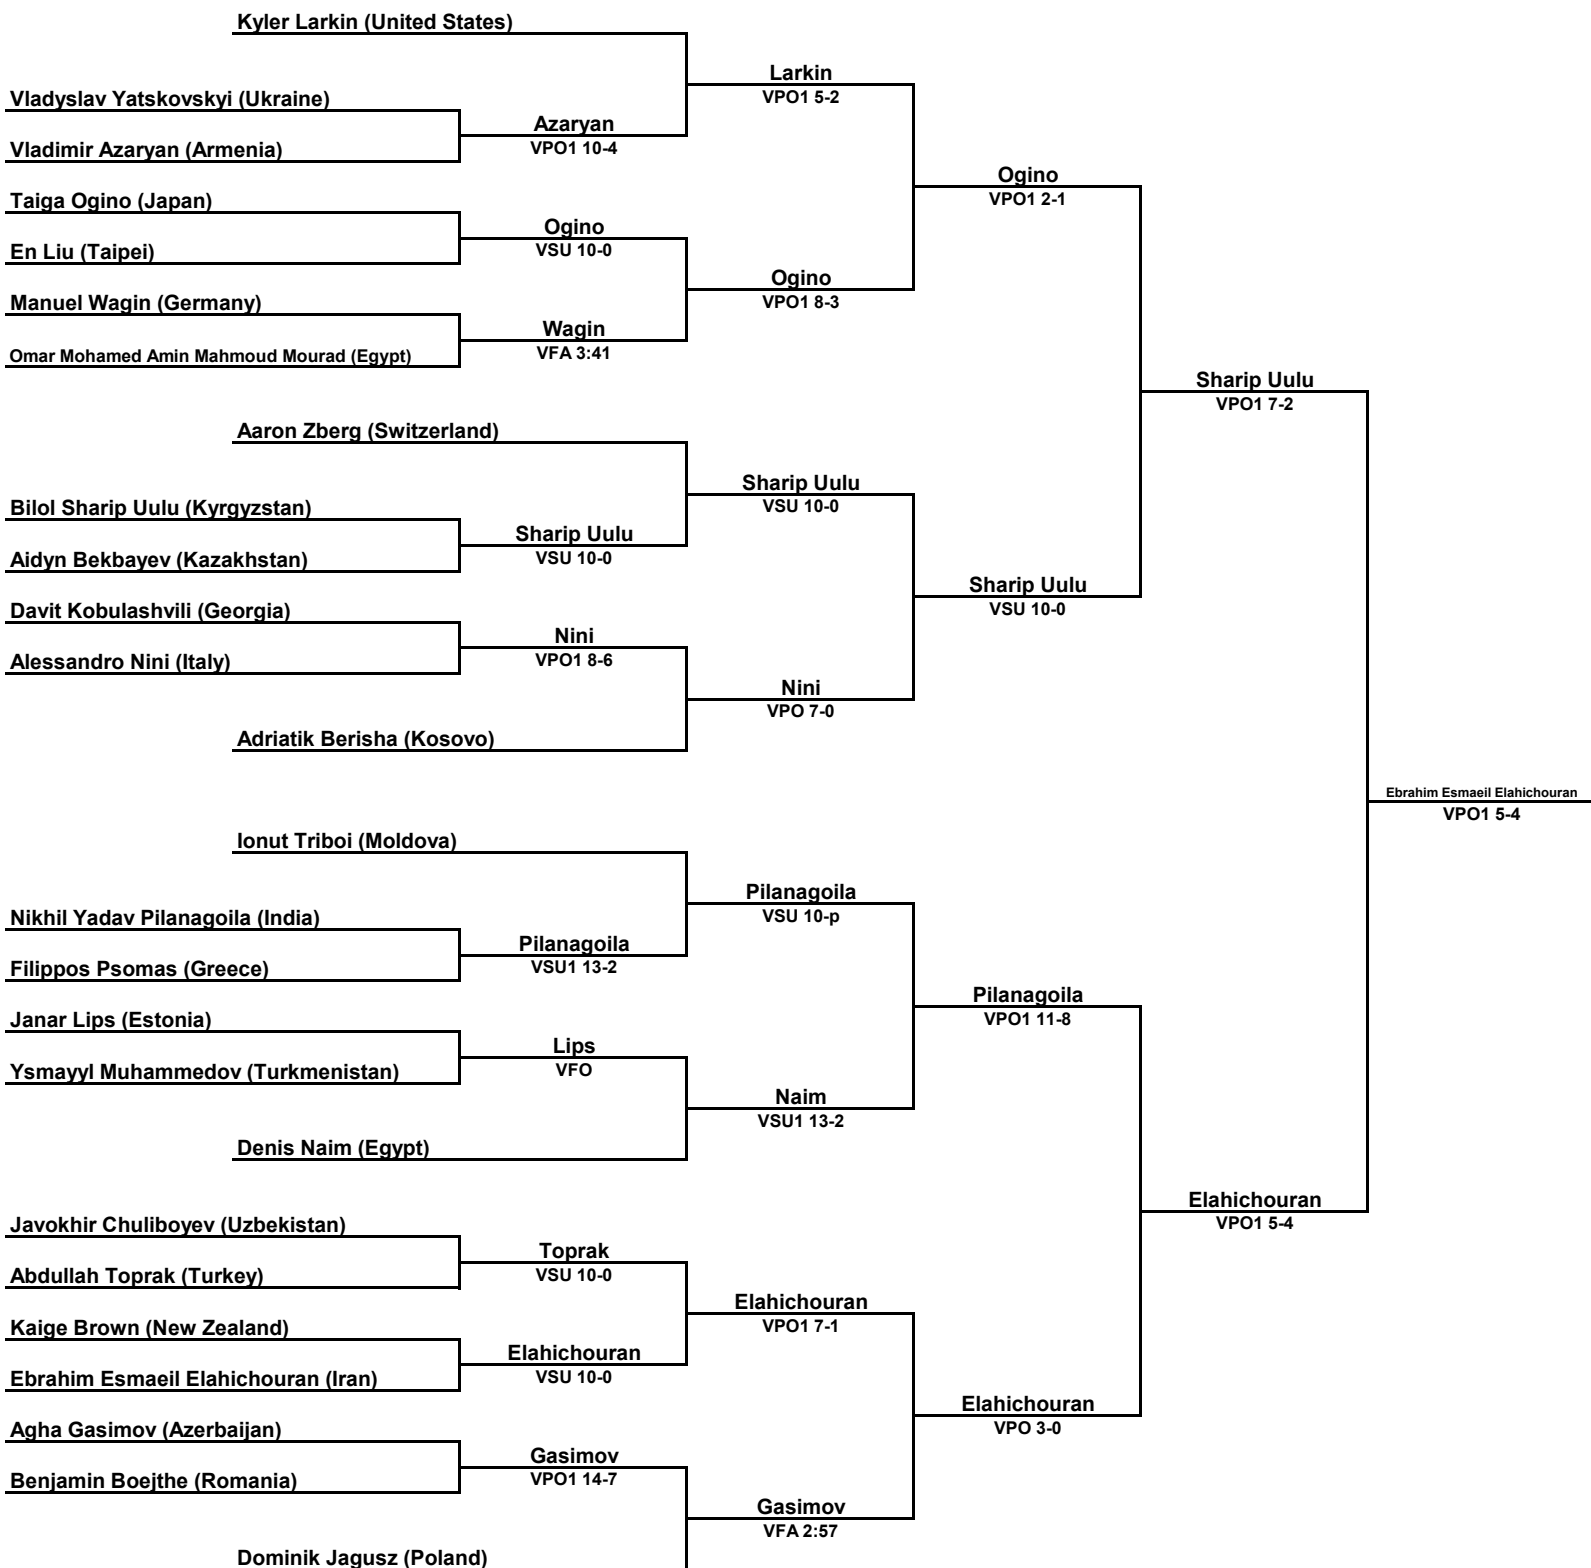 Kyler Larkin (United States)
Larkin
VPO1 5-2
Vladyslav Yatskovskyi (Ukraine)
Azaryan
VPO1 10-4
Vladimir Azaryan (Armenia)
Ogino
VPO1 2-1
Taiga Ogino (Japan)
Ogino
VSU 10-0
En Liu (Taipei)
Ogino
VPO1 8-3
Manuel Wagin (Germany)
Wagin
VFA 3:41
Omar Mohamed Amin Mahmoud Mourad (Egypt)
Sharip Uulu
VPO1 7-2
Aaron Zberg (Switzerland)
Sharip Uulu
VSU 10-0
Bilol Sharip Uulu (Kyrgyzstan)
Sharip Uulu
VSU 10-0
Aidyn Bekbayev (Kazakhstan)
Sharip Uulu
VSU 10-0
Davit Kobulashvili (Georgia)
Nini
VPO1 8-6
Alessandro Nini (Italy)
Nini
VPO 7-0
Adriatik Berisha (Kosovo)
Ebrahim Esmaeil Elahichouran
VPO1 5-4
Ionut Triboi (Moldova)
Pilanagoila
VSU 10-p
Nikhil Yadav Pilanagoila (India)
Pilanagoila
VSU1 13-2
Filippos Psomas (Greece)
Pilanagoila
VPO1 11-8
Janar Lips (Estonia)
Lips
VFO
Ysmayyl Muhammedov (Turkmenistan)
Naim
VSU1 13-2
Denis Naim (Egypt)
Elahichouran
VPO1 5-4
Javokhir Chuliboyev (Uzbekistan)
Toprak
VSU 10-0
Abdullah Toprak (Turkey)
Elahichouran
VPO1 7-1
Kaige Brown (New Zealand)
Elahichouran
VSU 10-0
Ebrahim Esmaeil Elahichouran (Iran)
Elahichouran
VPO 3-0
Agha Gasimov (Azerbaijan)
Gasimov
VPO1 14-7
Benjamin Boejthe (Romania)
Gasimov
VFA 2:57
Dominik Jagusz (Poland)